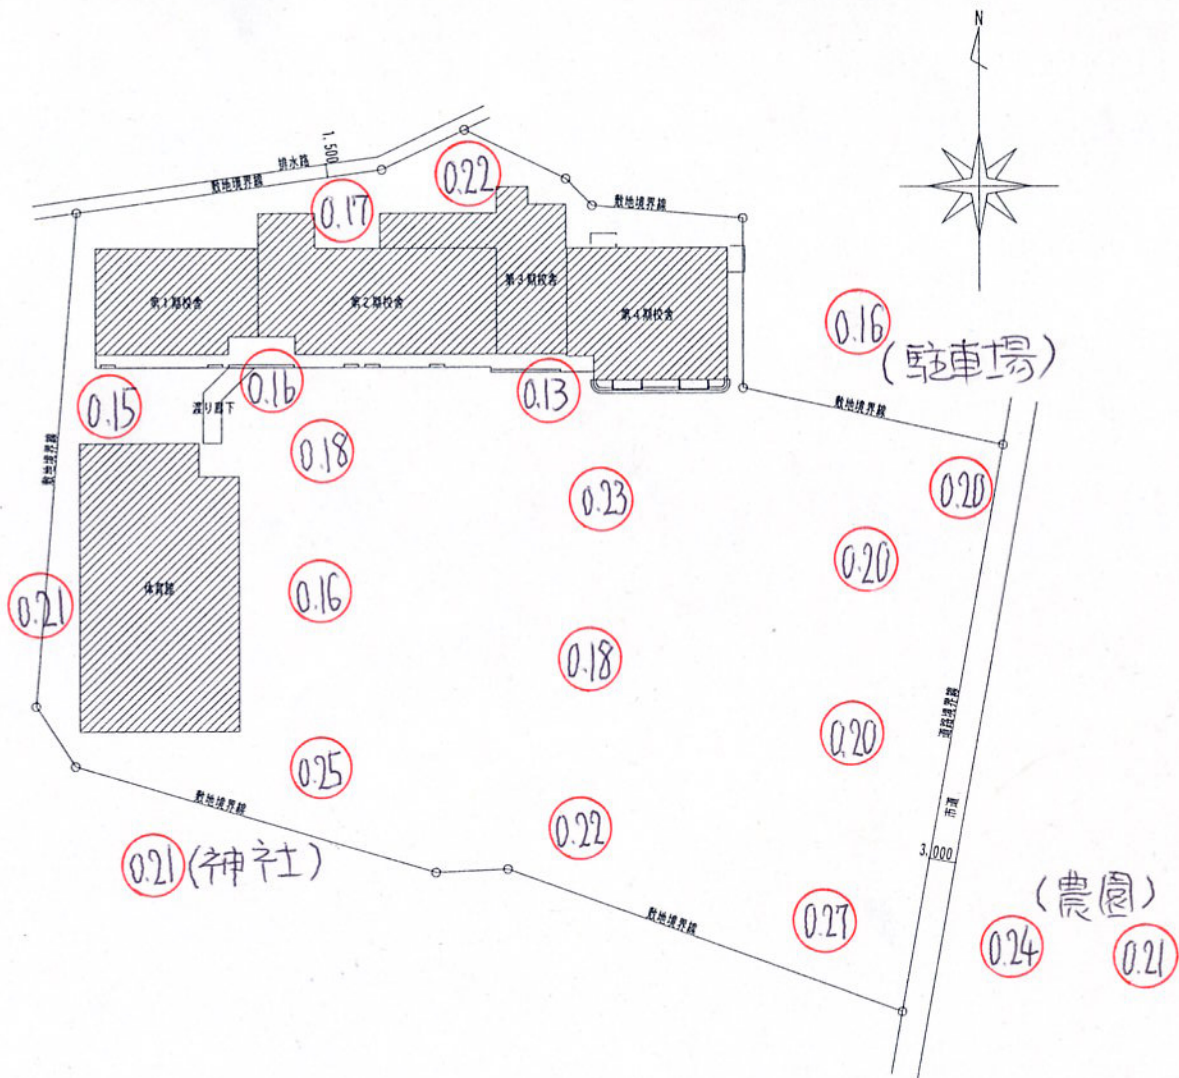 N
1,500
排水路
敷地境界線
0.22
0.17
敷地境界線
第1期校舎
第2期校舎
第3期校舎
第4期校舎
0.16
(駐車場)
0.15
渡り廊下
0.16
0.13
敷地境界線
敷地境界線
0.18
0.23
0.20
0.20
0.21
体育館
0.16
0.18
0.20
道路境界線
0.25
敷地境界線
0.22
市道
3,000
0.21
(神社)
敷地境界線
0.27
(農園)
0.24
0.21